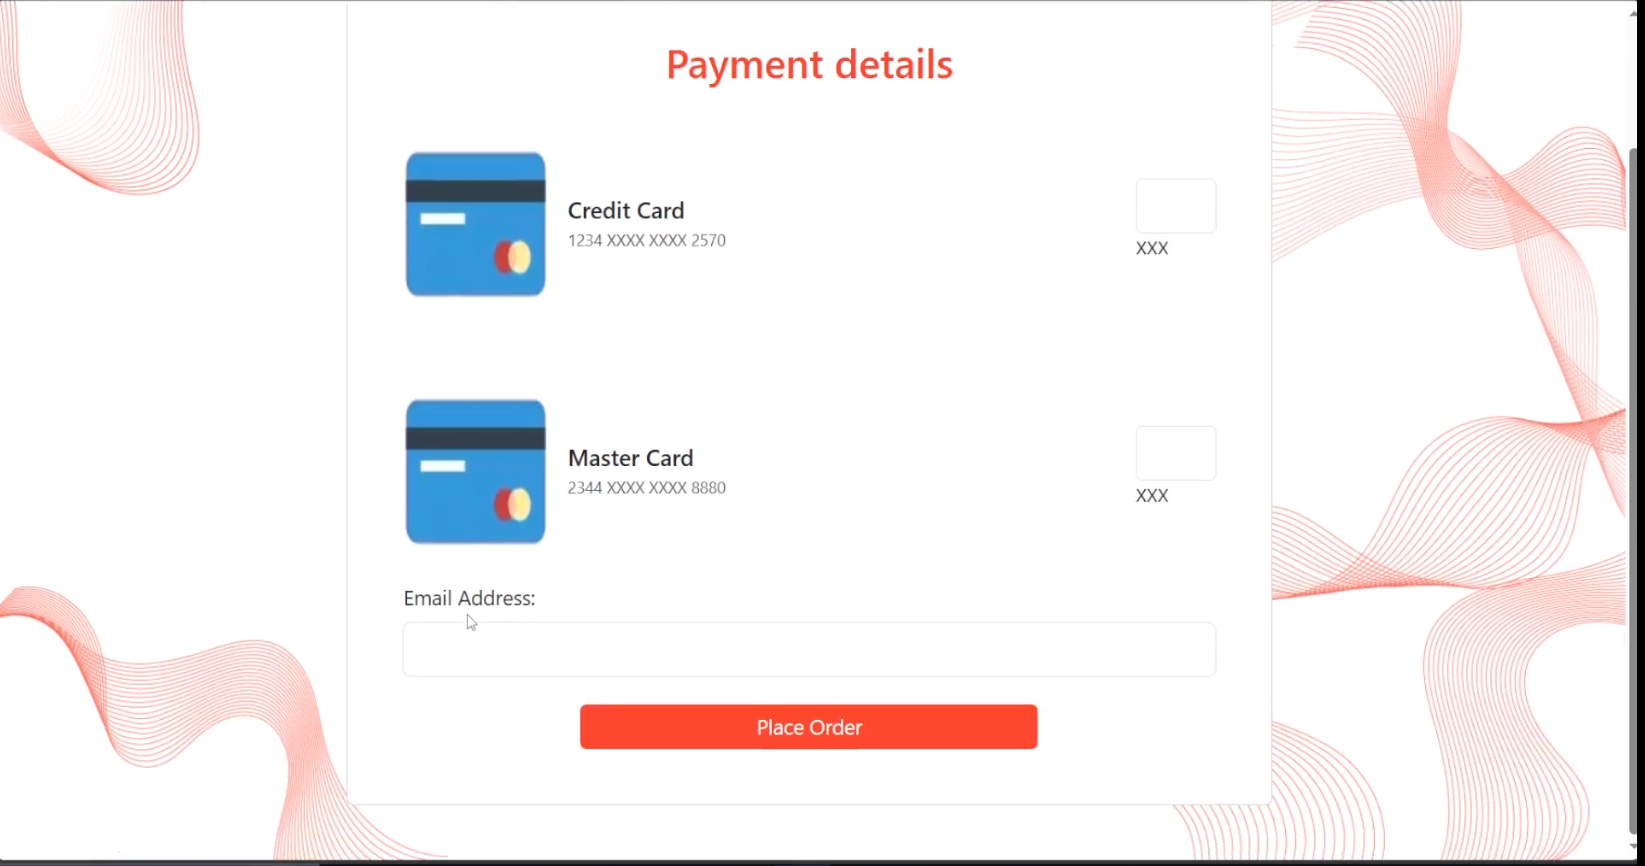 Payment details
Credit Card
1234 XXXX XXXX 2570
XXX
Master Card
2344 XXXX XXXX 8880
XXX
Email Address:
Place Order